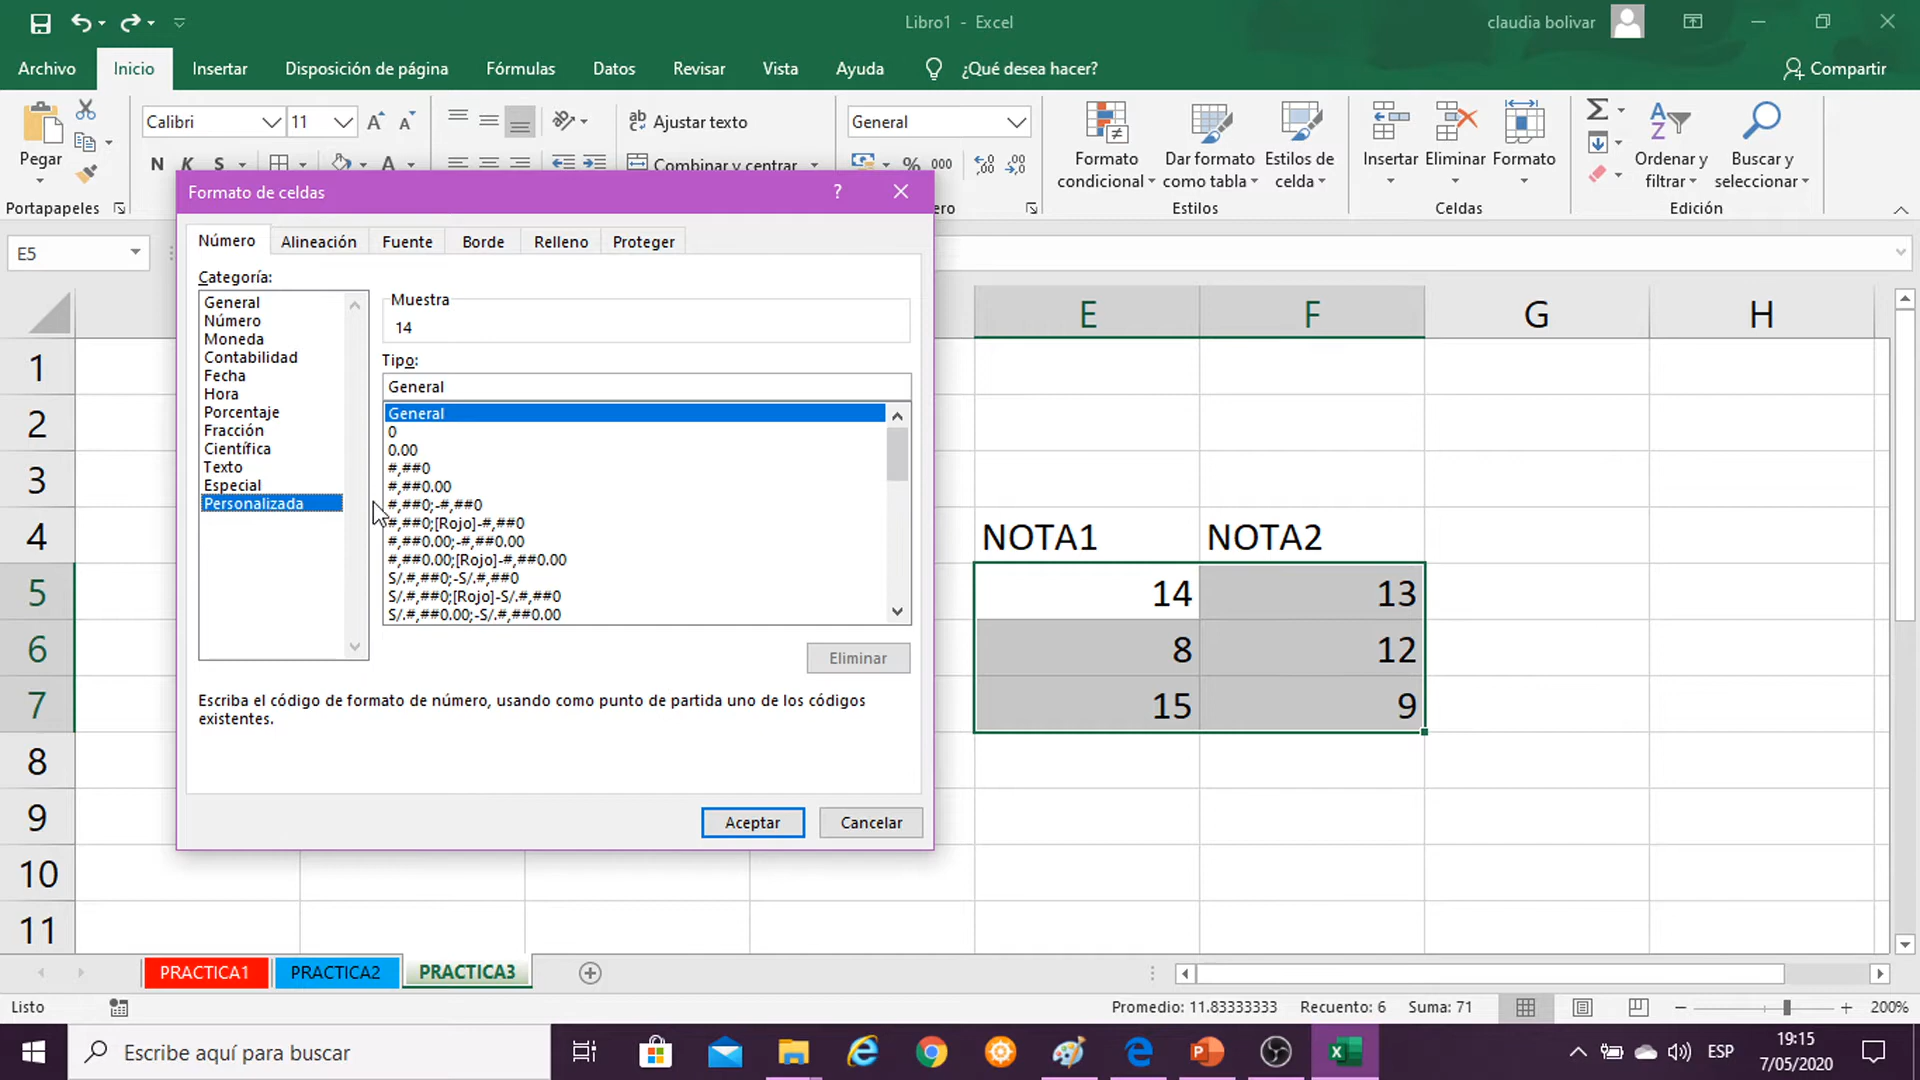 Libro1 - Excel
claudia bolivar
Archivo Inicio Insertar Disposición de página Fórmulas Datos Revisar Vista Ayuda ¿Qué desea hacer? Compartir
Pegar
Portapapeles
Calibri 11
N K S A
ab Ajustar texto
Combinar y centrar
General
% 000
Formato condicional
Dar formato como tabla
Estilos de celda
Estilos
Insertar Eliminar Formato
Celdas
Ordenar y filtrar
Buscar y seleccionar
Edición
E5
Formato de celdas ?
Número Alineación Fuente Borde Relleno Proteger
Categoría:
General
Número
Moneda
Contabilidad
Fecha
Hora
Porcentaje
Fracción
Científica
Texto
Especial
Personalizada
Muestra
14
Tipo:
General
General
0
0.00
#,##0
#,##0.00
#,##0;-#,##0
#,##0;[Rojo]-#,##0
#,##0.00;-#,##0.00
#,##0.00;[Rojo]-#,##0.00
S/.#,##0;-S/.#,##0
S/.#,##0;[Rojo]-S/.#,##0
S/.#,##0.00;-S/.#,##0.00
Eliminar
Escriba el código de formato de número, usando como punto de partida uno de los códigos
existentes.
Aceptar Cancelar
E F G H
1
2
3
4 NOTA1 NOTA2
5 14 13
6 8 12
7 15 9
8
9
10
11
PRACTICA1 PRACTICA2 PRACTICA3
Listo
Promedio: 11.83333333 Recuento: 6 Suma: 71
200%
Escribe aquí para buscar
ESP
19:15
7/05/2020